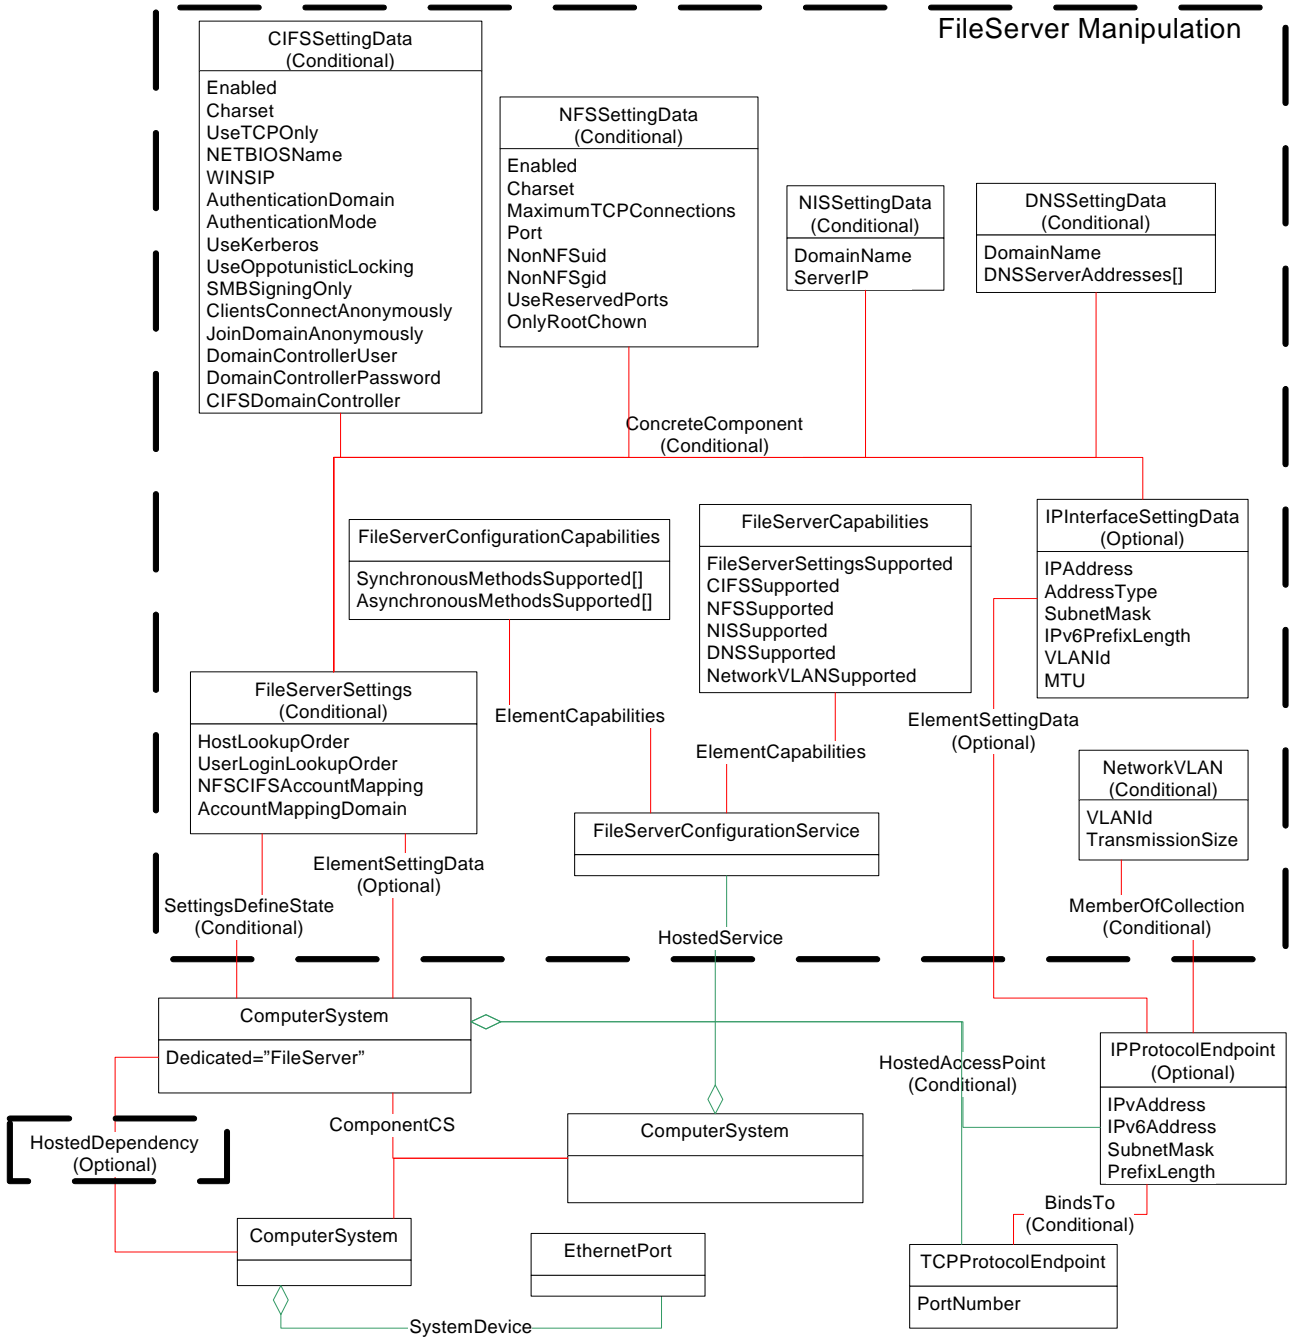 FileServer Manipulation
CIFSSettingData
(Conditional)
Enabled
Charset
UseTCPOnly
NETBIOSName
WINSIP
AuthenticationDomain
AuthenticationMode
UseKerberos
UseOppotunisticLocking
SMBSigningOnly
ClientsConnectAnonymously
JoinDomainAnonymously
DomainControllerUser
DomainControllerPassword
CIFSDomainController
NFSSettingData
(Conditional)
Enabled
Charset
MaximumTCPConnections
Port
NonNFSuid
NonNFSgid
UseReservedPorts
OnlyRootChown
NISSettingData
(Conditional)
DomainName
ServerIP
DNSSettingData
(Conditional)
DomainName
DNSServerAddresses[]
ConcreteComponent
(Conditional)
FileServerConfigurationCapabilities
SynchronousMethodsSupported[]
AsynchronousMethodsSupported[]
FileServerCapabilities
FileServerSettingsSupported
CIFSSupported
NFSSupported
NISSupported
DNSSupported
NetworkVLANSupported
IPInterfaceSettingData
(Optional)
IPAddress
AddressType
SubnetMask
IPv6PrefixLength
VLANId
MTU
FileServerSettings
(Conditional)
HostLookupOrder
UserLoginLookupOrder
NFSCIFSAccountMapping
AccountMappingDomain
ElementCapabilities
ElementCapabilities
ElementSettingData
(Optional)
NetworkVLAN
(Conditional)
VLANId
TransmissionSize
FileServerConfigurationService
ElementSettingData
(Optional)
SettingsDefineState
(Conditional)
MemberOfCollection
(Conditional)
HostedService
ComputerSystem
Dedicated="FileServer"
HostedAccessPoint
(Conditional)
IPProtocolEndpoint
(Optional)
IPvAddress
IPv6Address
SubnetMask
PrefixLength
HostedDependency
(Optional)
ComponentCS
ComputerSystem
BindsTo
(Conditional)
ComputerSystem
EthernetPort
TCPProtocolEndpoint
PortNumber
SystemDevice